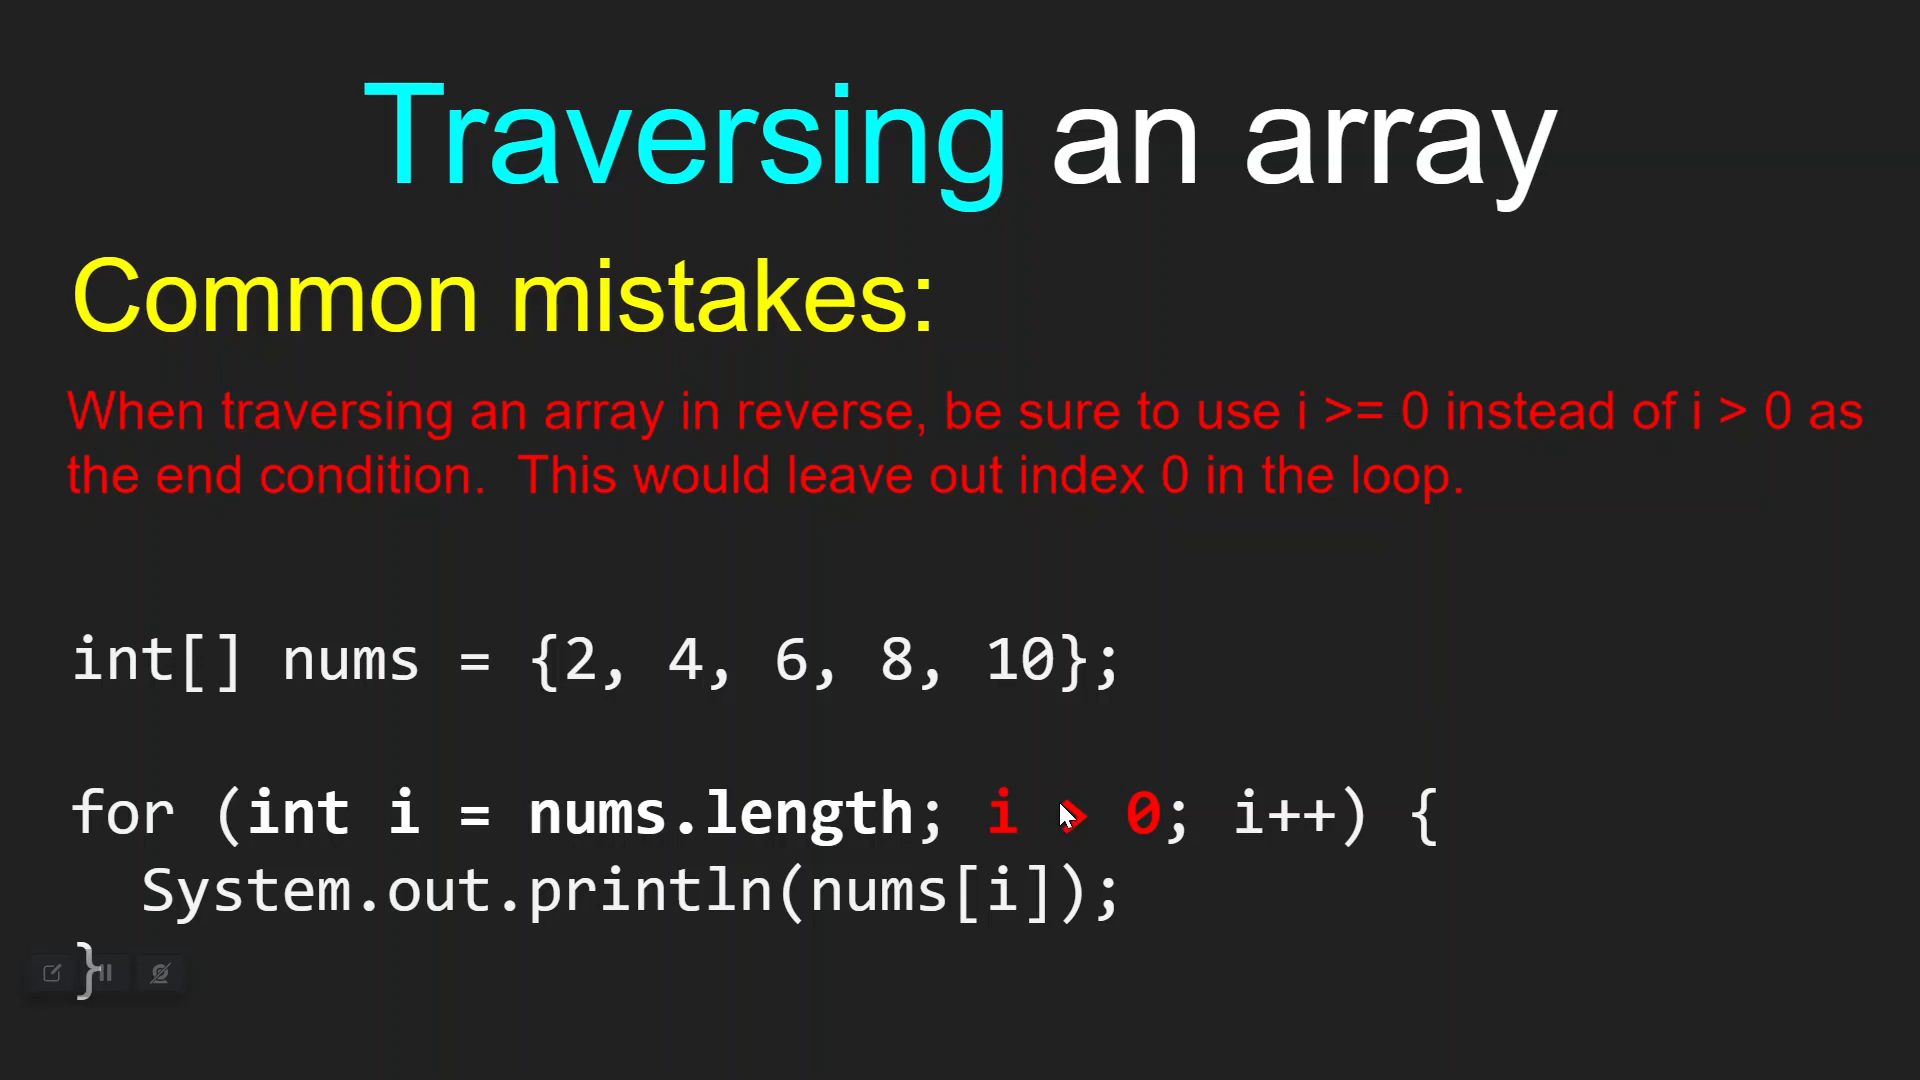 Traversing an array
Common mistakes:
When traversing an array in reverse, be sure to use i >= 0 instead of i > 0 as
the end condition.  This would leave out index 0 in the loop.
int[] nums = {2, 4, 6, 8, 10};
for (int i = nums.length; i > 0; i++) {
  System.out.println(nums[i]);
}